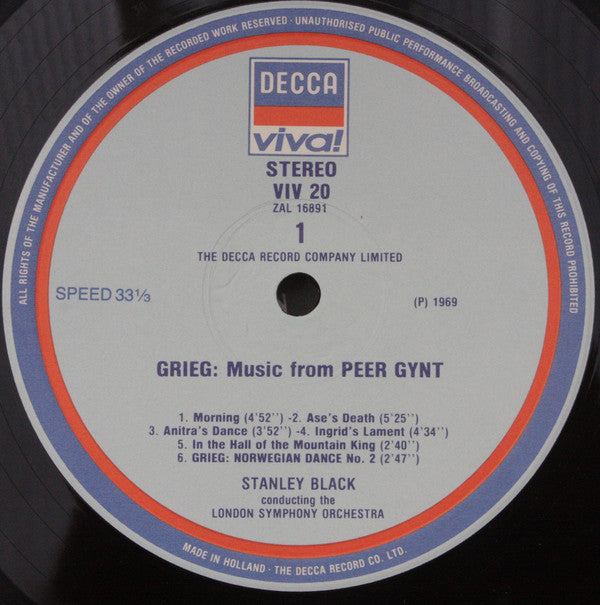 ALL RIGHTS OF THE MANUFACTURER AND OF THE OWNER OF THE RECORDED WORK RESERVED · UNAUTHORISED PUBLIC PERFORMANCE BROADCASTING AND COPYING OF THIS RECORD PROHIBITED
DECCA
viva!
STEREO
VIV 20
ZAL 16891
1
THE DECCA RECORD COMPANY LIMITED
SPEED 33⅓
(P) 1969
GRIEG: Music from PEER GYNT
1. Morning (4'52'') -2. Ase's Death (5'25'')
3. Anitra's Dance (3'52'') -4. Ingrid's Lament (4'34'')
5. In the Hall of the Mountain King (2'40'')
6. GRIEG: NORWEGIAN DANCE No. 2 (2'47'')
STANLEY BLACK
conducting the
LONDON SYMPHONY ORCHESTRA
MADE IN HOLLAND · THE DECCA RECORD CO. LTD.